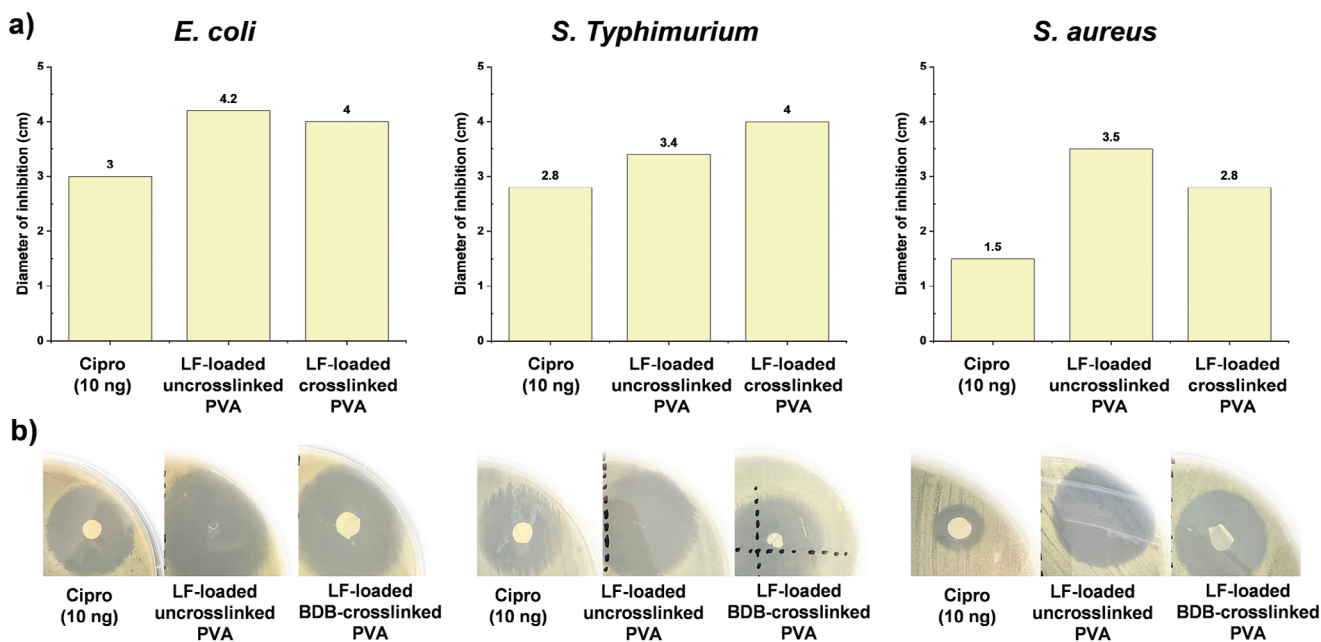 a)
E. coli
S. Typhimurium
S. aureus
Diameter of inhibition (cm)
5
4
3
2
1
0
3
4.2
4
Cipro
(10 ng)
LF-loaded
uncrosslinked
PVA
LF-loaded
crosslinked
PVA
Diameter of inhibition (cm)
5
4
3
2
1
0
2.8
3.4
4
Cipro
(10 ng)
LF-loaded
uncrosslinked
PVA
LF-loaded
crosslinked
PVA
Diameter of inhibition (cm)
5
4
3
2
1
0
1.5
3.5
2.8
Cipro
(10 ng)
LF-loaded
uncrosslinked
PVA
LF-loaded
crosslinked
PVA
b)
Cipro
(10 ng)
LF-loaded
uncrosslinked
PVA
LF-loaded
BDB-crosslinked
PVA
Cipro
(10 ng)
LF-loaded
uncrosslinked
PVA
LF-loaded
BDB-crosslinked
PVA
Cipro
(10 ng)
LF-loaded
uncrosslinked
PVA
LF-loaded
BDB-crosslinked
PVA